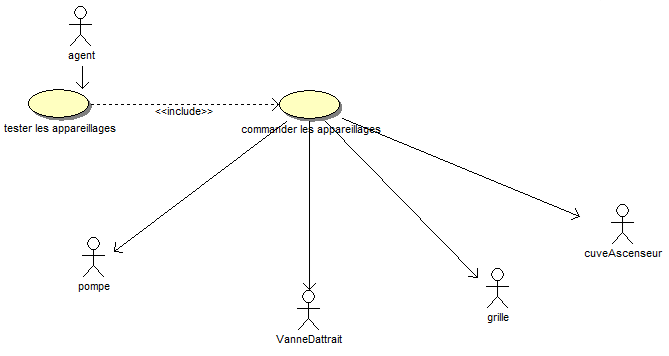 agent
tester les appareillages
<<include>>
commander les appareillages
cuveAscenseur
pompe
grille
VanneDattrait